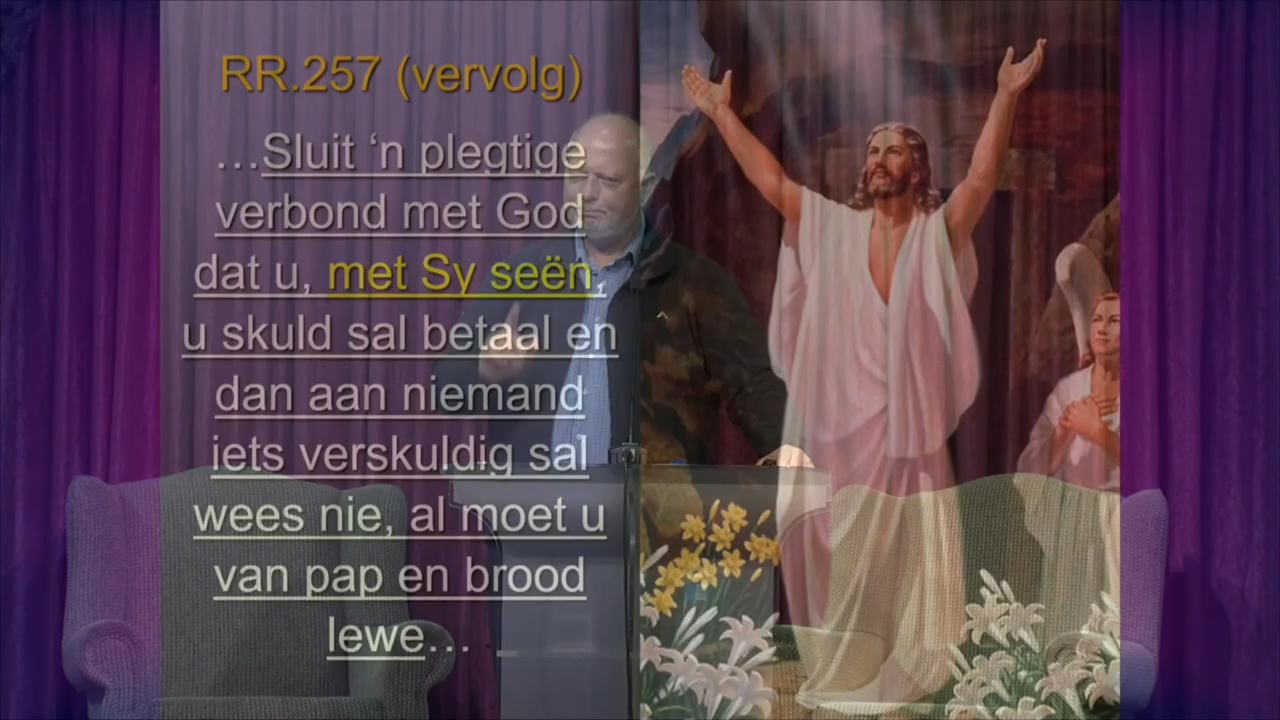 RR.257 (vervolg)
…Sluit ‘n plegtige
verbond met God
dat u, met Sy seën,
u skuld sal betaal en
dan aan niemand
iets verskuldig sal
wees nie, al moet u
van pap en brood
lewe…